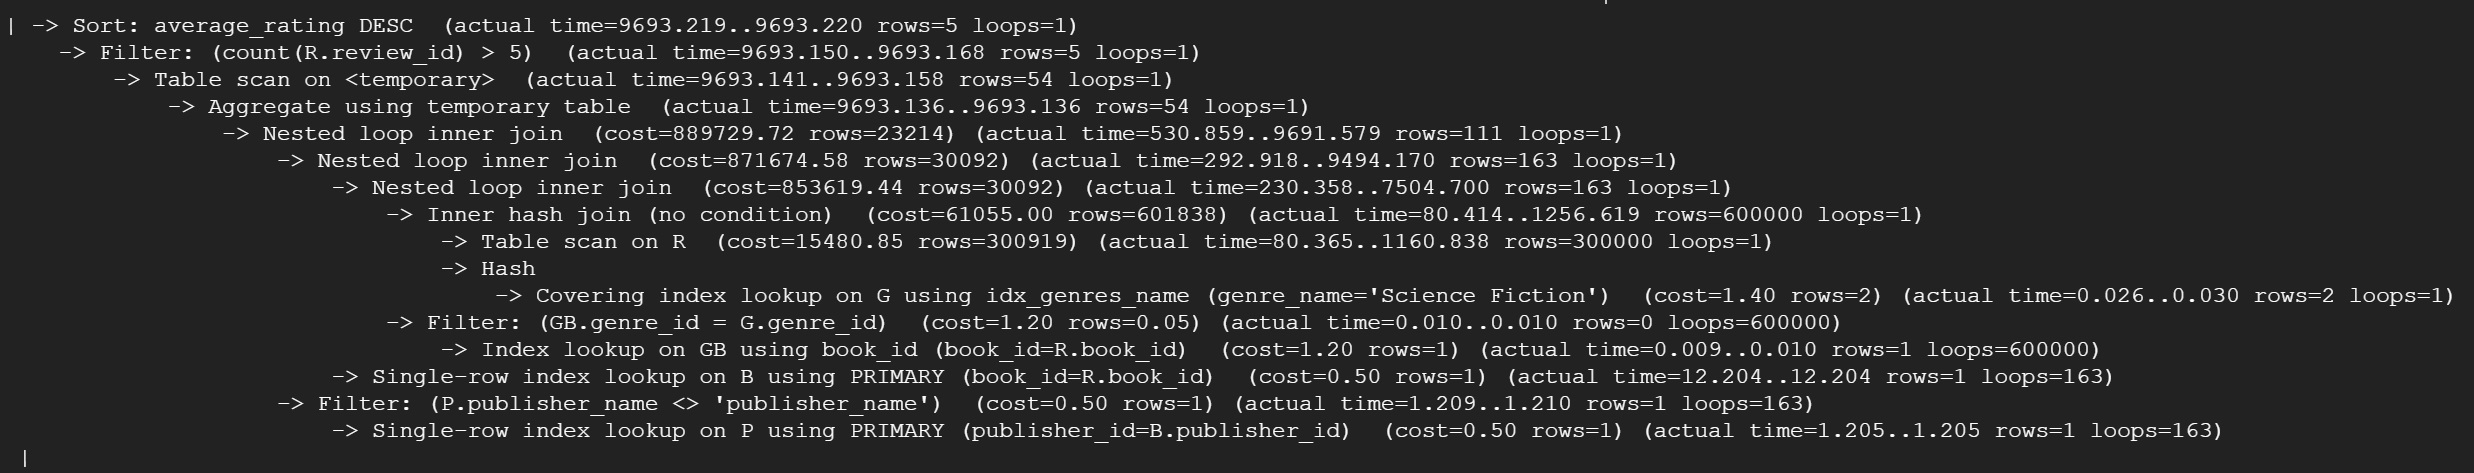 | -> Sort: average_rating DESC  (actual time=9693.219..9693.220 rows=5 loops=1)
    -> Filter: (count(R.review_id) > 5)  (actual time=9693.150..9693.168 rows=5 loops=1)
        -> Table scan on <temporary>  (actual time=9693.141..9693.158 rows=54 loops=1)
            -> Aggregate using temporary table  (actual time=9693.136..9693.136 rows=54 loops=1)
                -> Nested loop inner join  (cost=889729.72 rows=23214) (actual time=530.859..9691.579 rows=111 loops=1)
                    -> Nested loop inner join  (cost=871674.58 rows=30092) (actual time=292.918..9494.170 rows=163 loops=1)
                        -> Nested loop inner join  (cost=853619.44 rows=30092) (actual time=230.358..7504.700 rows=163 loops=1)
                            -> Inner hash join (no condition)  (cost=61055.00 rows=601838) (actual time=80.414..1256.619 rows=600000 loops=1)
                                -> Table scan on R  (cost=15480.85 rows=300919) (actual time=80.365..1160.838 rows=300000 loops=1)
                                -> Hash
                                    -> Covering index lookup on G using idx_genres_name (genre_name='Science Fiction')  (cost=1.40 rows=2) (actual time=0.026..0.030 rows=2 loops=1)
                            -> Filter: (GB.genre_id = G.genre_id)  (cost=1.20 rows=0.05) (actual time=0.010..0.010 rows=0 loops=600000)
                                -> Index lookup on GB using book_id (book_id=R.book_id)  (cost=1.20 rows=1) (actual time=0.009..0.010 rows=1 loops=600000)
                        -> Single-row index lookup on B using PRIMARY (book_id=R.book_id)  (cost=0.50 rows=1) (actual time=12.204..12.204 rows=1 loops=163)
                    -> Filter: (P.publisher_name <> 'publisher_name')  (cost=0.50 rows=1) (actual time=1.209..1.210 rows=1 loops=163)
                        -> Single-row index lookup on P using PRIMARY (publisher_id=B.publisher_id)  (cost=0.50 rows=1) (actual time=1.205..1.205 rows=1 loops=163)
 |